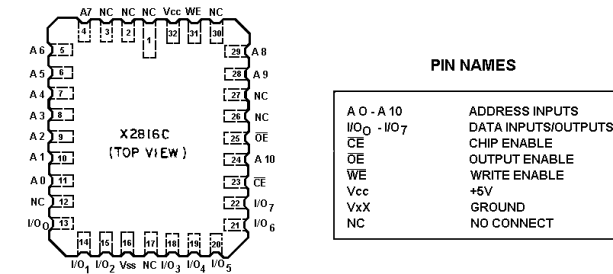 A7 NC NC NC Vcc WE NC
4 3 2 1 32 31 30
A6 5 29 A8
A5 6 28 A9
A4 7 27 NC
A3 8 26 NC
A2 9 X2816C 25 OE
A1 10 (TOP VIEW) 24 A10
A0 11 23 CE
NC 12 22 I/O7
I/O0 13 21 I/O6
14 15 16 17 18 19 20
I/O1 I/O2 Vss NC I/O3 I/O4 I/O5
PIN NAMES
A0 - A10 ADDRESS INPUTS
I/O0 - I/O7 DATA INPUTS/OUTPUTS
CE CHIP ENABLE
OE OUTPUT ENABLE
WE WRITE ENABLE
Vcc +5V
VxX GROUND
NC NO CONNECT